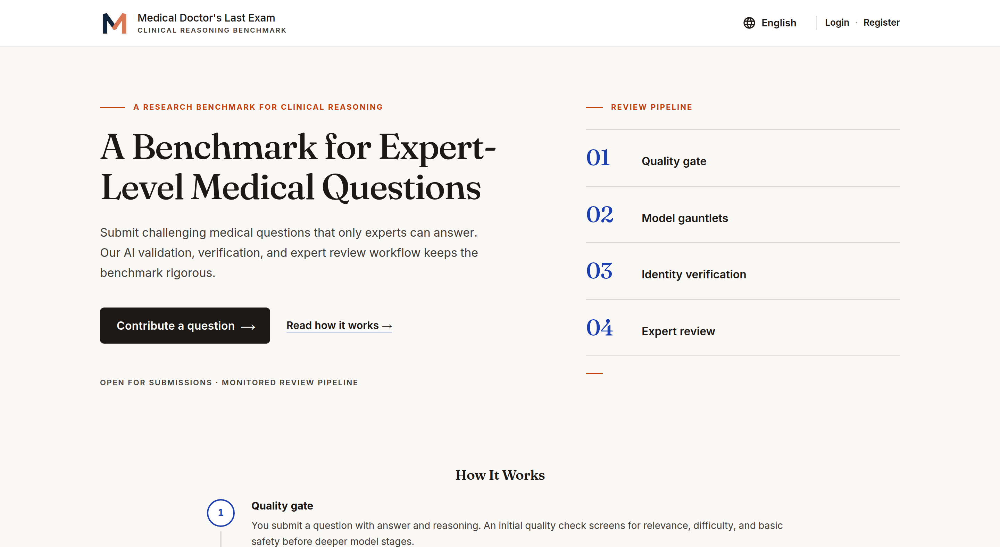 Medical Doctor's Last Exam
CLINICAL REASONING BENCHMARK
English
Login · Register
A RESEARCH BENCHMARK FOR CLINICAL REASONING
A Benchmark for Expert-
Level Medical Questions
Submit challenging medical questions that only experts can answer.
Our AI validation, verification, and expert review workflow keeps the
benchmark rigorous.
Contribute a question →
Read how it works →
OPEN FOR SUBMISSIONS · MONITORED REVIEW PIPELINE
REVIEW PIPELINE
01 Quality gate
02 Model gauntlets
03 Identity verification
04 Expert review
How It Works
1
Quality gate
You submit a question with answer and reasoning. An initial quality check screens for relevance, difficulty, and basic
safety before deeper model stages.